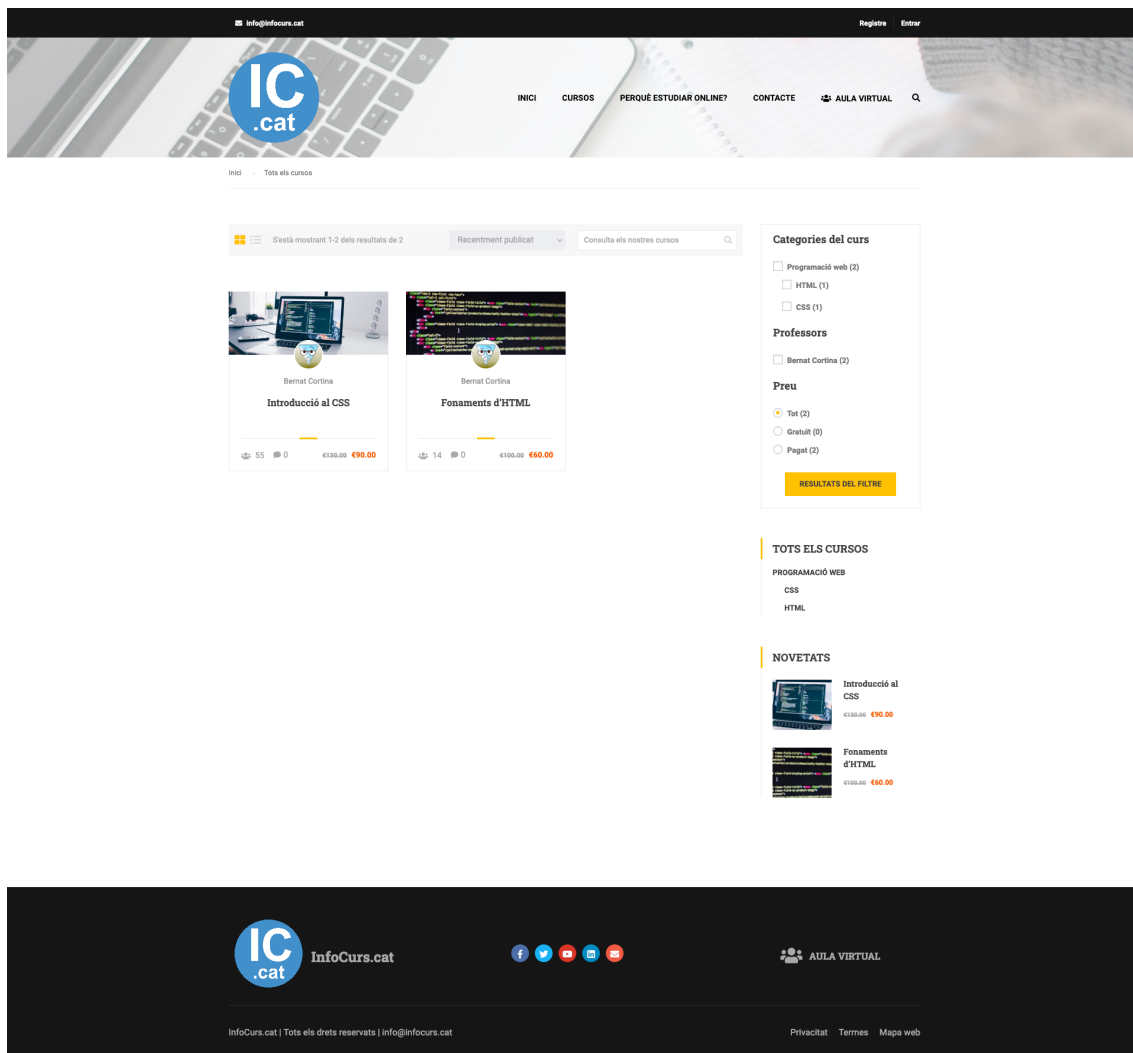 info@infocurs.cat
Registre
Entrar
IC
.cat
INICI
CURSOS
PERQUÈ ESTUDIAR ONLINE?
CONTACTE
AULA VIRTUAL
Inici
Tots els cursos
S'està mostrant 1-2 dels resultats de 2
Recentment publicat
Consulta els nostres cursos
Bernat Cortina
Introducció al CSS
55
0
€130.00 €90.00
Bernat Cortina
Fonaments d'HTML
14
0
€100.00 €60.00
Categories del curs
Programació web (2)
HTML (1)
CSS (1)
Professors
Bernat Cortina (2)
Preu
Tot (2)
Gratuït (0)
Pagat (2)
RESULTATS DEL FILTRE
TOTS ELS CURSOS
PROGRAMACIÓ WEB
CSS
HTML
NOVETATS
Introducció al
CSS
€130.00 €90.00
Fonaments
d'HTML
€100.00 €60.00
IC
.cat
InfoCurs.cat
AULA VIRTUAL
InfoCurs.cat | Tots els drets reservats | info@infocurs.cat
Privacitat
Termes
Mapa web